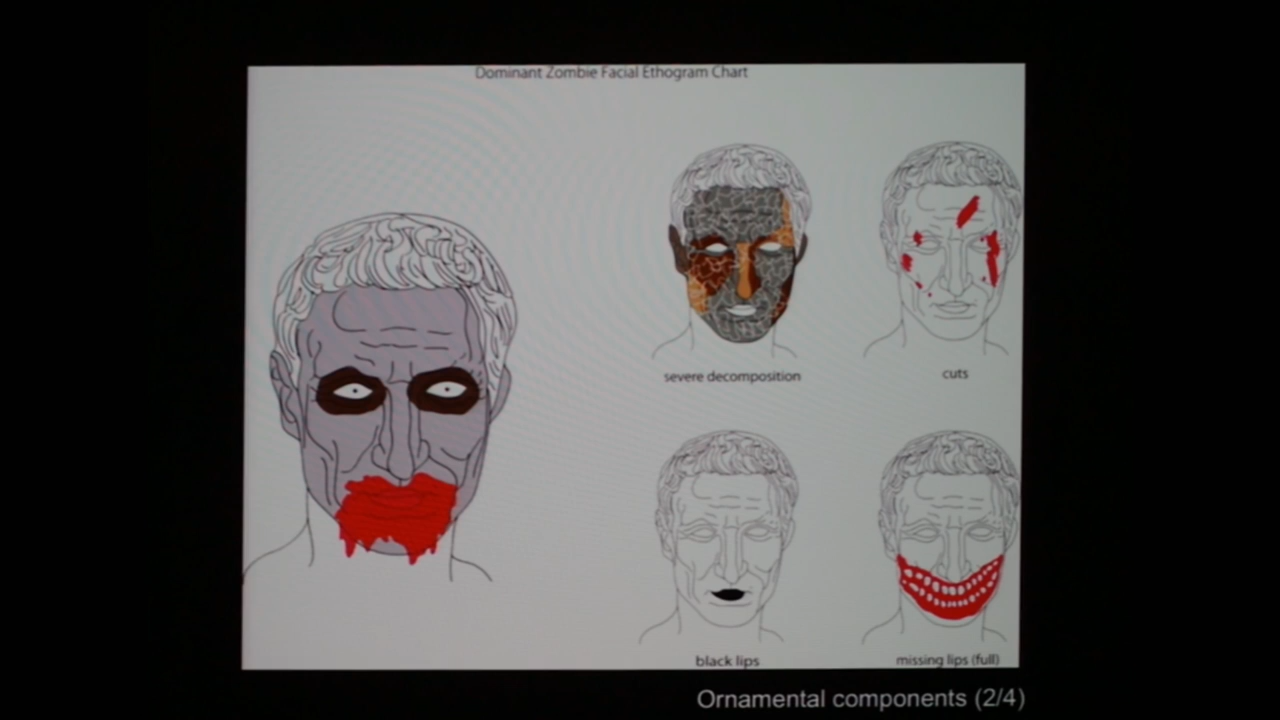 Dominant Zombie Facial Ethogram Chart
severe decomposition
cuts
black lips
missing lips (full)
Ornamental components (2/4)